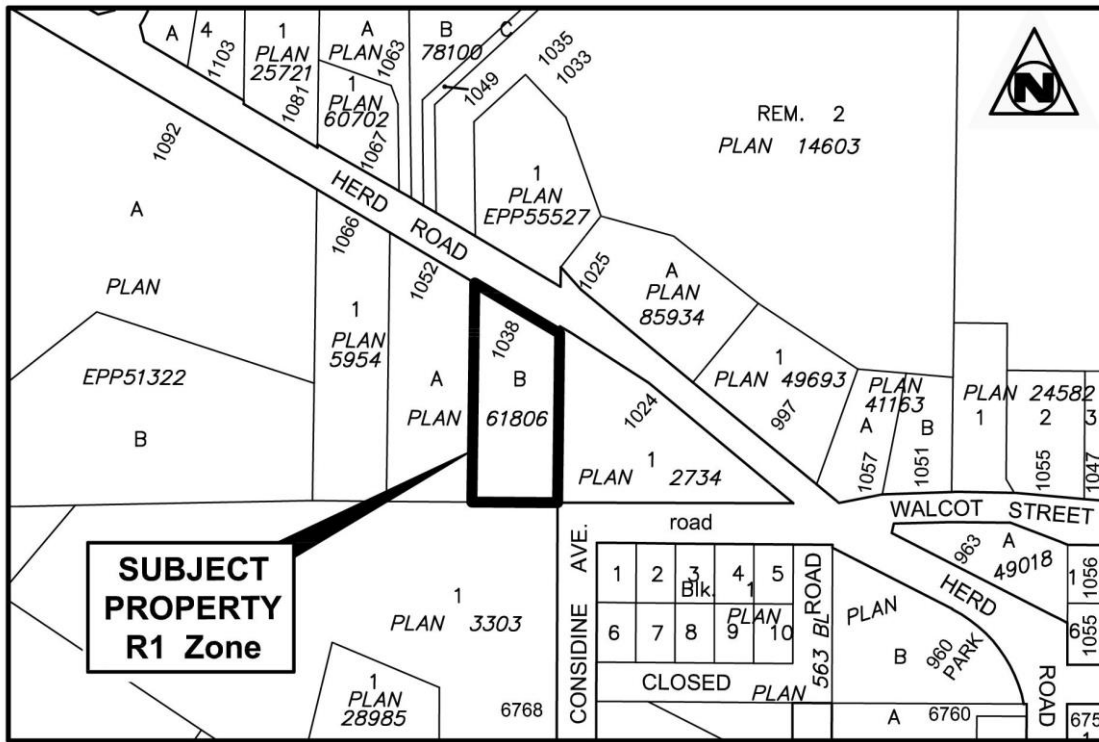 A
4
1103
1
PLAN
25721
1081
A
PLAN
1063
1
PLAN
60702
1067
B
78100
C
1049
1035
1033
N
REM. 2
PLAN 14603
1092
A
PLAN
HERD ROAD
1066
1052
1
PLAN
EPP55527
1025
A
PLAN
85934
1
PLAN
5954
1038
B
61806
A
PLAN
1024
1
PLAN 2734
1
PLAN 49693
997
PLAN
41163
A
B
1057
1051
PLAN 24582
1
2
3
1055
1047
EPP51322
B
WALCOT STREET
road
SUBJECT
PROPERTY
R1 Zone
1
PLAN 3303
1
PLAN
28985
6768
CONSIDINE AVE.
1
2
3
4
5
Blk. 1
PLAN
6
7
8
9
10
CLOSED
PLAN
563 BL
ROAD
PLAN
B
960
PARK
963
A
49018
HERD
ROAD
1
1056
6
1055
A
6760
675
1